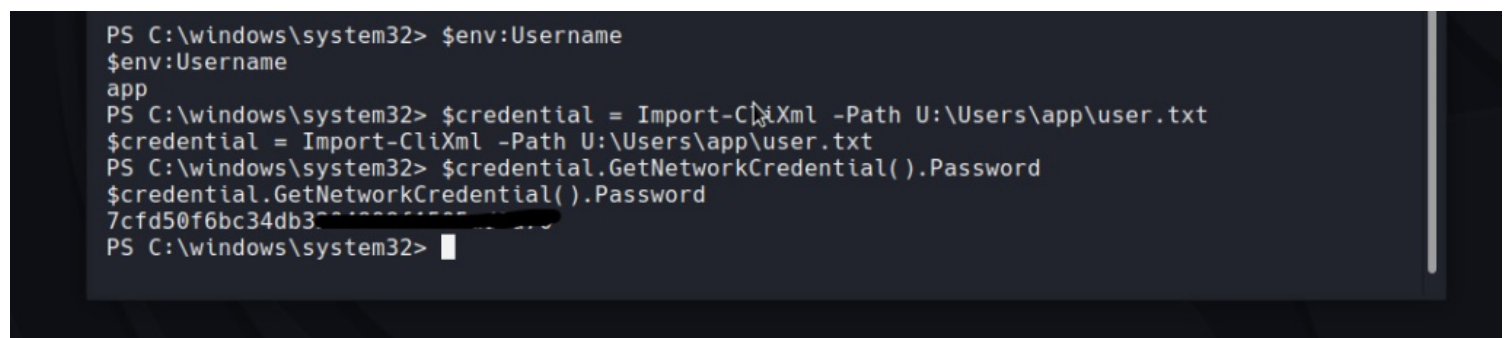 PS C:\windows\system32> $env:Username
$env:Username
app
PS C:\windows\system32> $credential = Import-CliXml -Path U:\Users\app\user.txt
$credential = Import-CliXml -Path U:\Users\app\user.txt
PS C:\windows\system32> $credential.GetNetworkCredential().Password
$credential.GetNetworkCredential().Password
7cfd50f6bc34db3
PS C:\windows\system32>